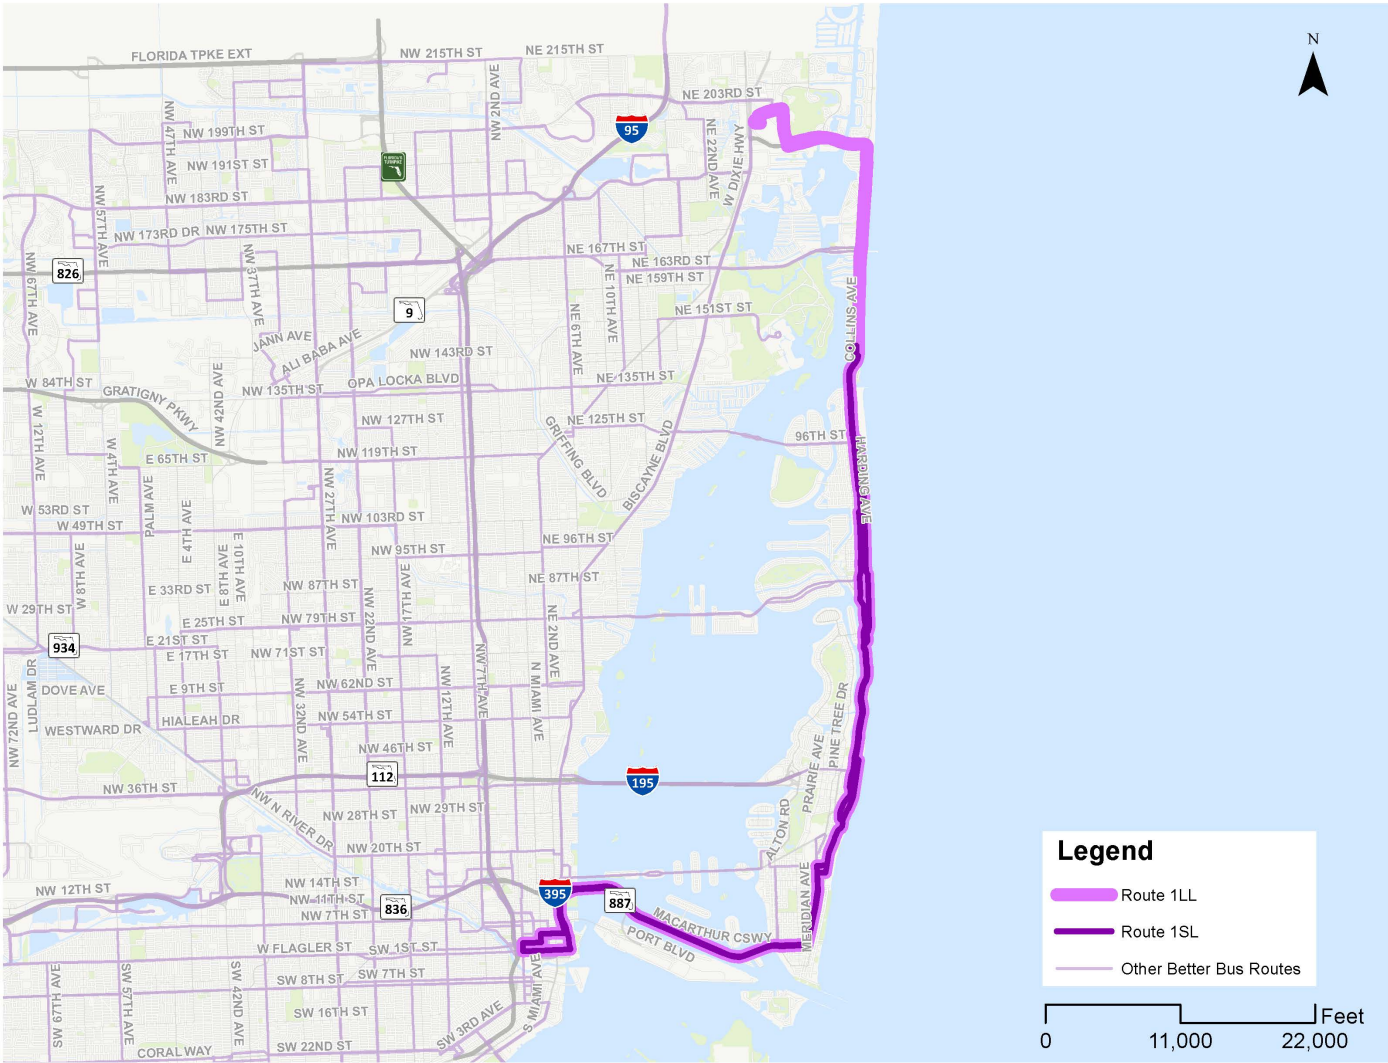 N
FLORIDA TPKE EXT
NW 215TH ST
NE 215TH ST
NW 2ND AVE
NE 203RD ST
95
NW 47TH AVE
NW 199TH ST
NE 22ND AVE
W DIXIE HWY
NW 191ST ST
NW 57TH AVE
NW 183RD ST
NW 173RD DR
NW 175TH ST
NW 37TH AVE
NE 167TH ST
NE 163RD ST
NE 159TH ST
NE 10TH AVE
826
NW 67TH AVE
9
NE 6TH AVE
NE 151ST ST
COLLINS AVE
JANN AVE
ALI BABA AVE
NW 143RD ST
W 84TH ST
GRATIGNY PKWY
NW 42ND AVE
NW 135TH ST
OPA LOCKA BLVD
NE 135TH ST
W 12TH AVE
NW 127TH ST
NE 125TH ST
96TH ST
GRIFFING BLVD
BISCAYNE BLVD
HARDING AVE
W 4TH AVE
E 65TH ST
NW 119TH ST
PALM AVE
NW 27TH AVE
W 53RD ST
W 49TH ST
E 4TH AVE
NW 103RD ST
E 10TH AVE
NE 96TH ST
NW 95TH ST
W 8TH AVE
E 8TH AVE
NW 17TH AVE
E 33RD ST
NW 87TH ST
NE 87TH ST
NW 22ND AVE
W 29TH ST
E 25TH ST
NW 79TH ST
NE 2ND AVE
934
E 21ST ST
E 17TH ST
NW 71ST ST
NW 7TH AVE
NW 12TH AVE
N MIAMI AVE
NW 72ND AVE
LUDLAM DR
DOVE AVE
E 9TH ST
NW 62ND ST
NW 32ND AVE
PINE TREE DR
WESTWARD DR
HIALEAH DR
NW 54TH ST
PRAIRIE AVE
NW 46TH ST
112
195
NW 36TH ST
NW N RIVER DR
NW 29TH ST
NW 28TH ST
ALTON RD
NW 20TH ST
MERIDIAN AVE
NW 14TH ST
NW 12TH ST
NW 11TH ST
395
887
836
NW 7TH ST
MACARTHUR CSWY
PORT BLVD
W FLAGLER ST
SW 1ST ST
SW 67TH AVE
SW 57TH AVE
SW 42ND AVE
SW 8TH ST
SW 7TH ST
S MIAMI AVE
SW 16TH ST
SW 3RD AVE
CORAL WAY
SW 22ND ST
Legend
Route 1LL
Route 1SL
Other Better Bus Routes
Feet
0 11,000 22,000